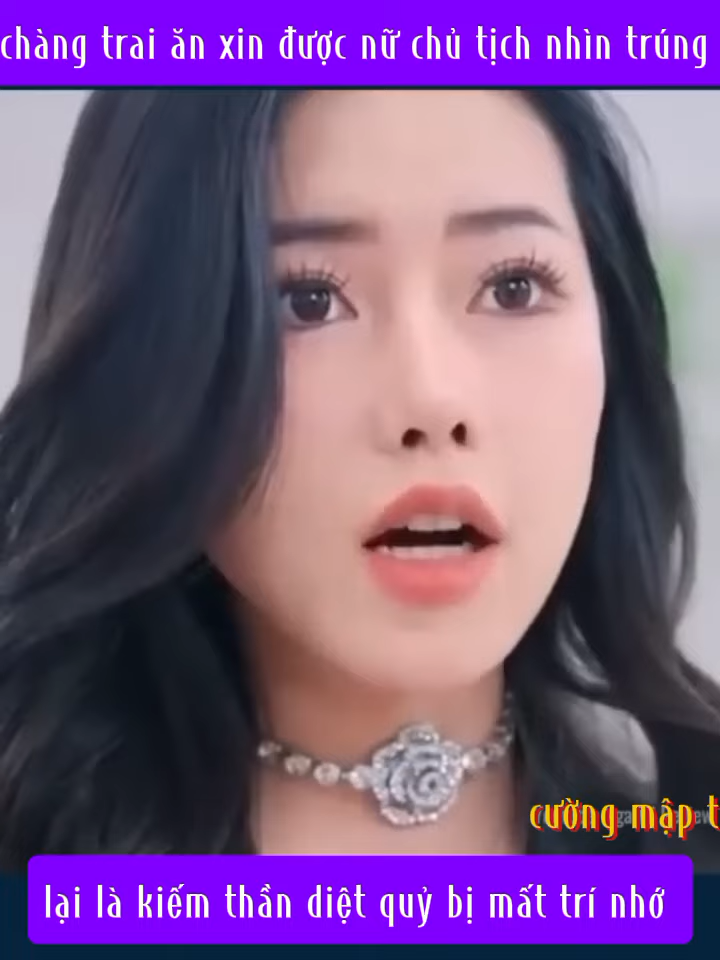 chàng trai ăn xin được nữ chủ tịch nhìn trúng
cường mập
lại là kiếm thần diệt quỷ bị mất trí nhớ